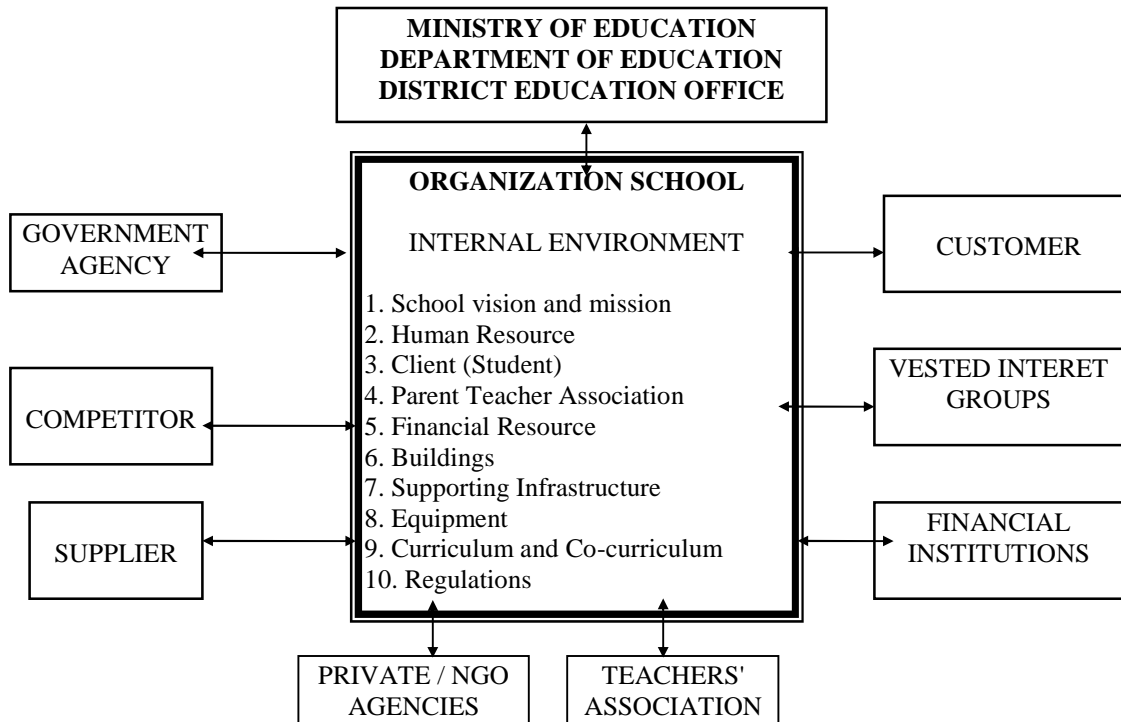 MINISTRY OF EDUCATION
DEPARTMENT OF EDUCATION
DISTRICT EDUCATION OFFICE
ORGANIZATION SCHOOL
INTERNAL ENVIRONMENT
1. School vision and mission
2. Human Resource
3. Client (Student)
4. Parent Teacher Association
5. Financial Resource
6. Buildings
7. Supporting Infrastructure
8. Equipment
9. Curriculum and Co-curriculum
10. Regulations
GOVERNMENT
AGENCY
COMPETITOR
SUPPLIER
CUSTOMER
VESTED INTERET
GROUPS
FINANCIAL
INSTITUTIONS
PRIVATE / NGO
AGENCIES
TEACHERS'
ASSOCIATION